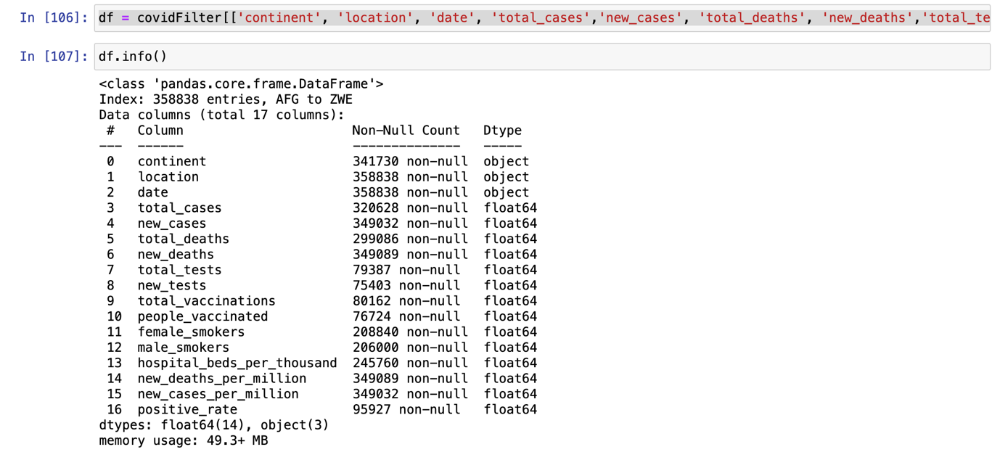 In [106]: df = covidFilter[['continent', 'location', 'date', 'total_cases','new_cases', 'total_deaths', 'new_deaths','total_te
In [107]: df.info()
<class 'pandas.core.frame.DataFrame'>
Index: 358838 entries, AFG to ZWE
Data columns (total 17 columns):
 #   Column                      Non-Null Count   Dtype
---  ------                      --------------   -----
 0   continent                   341730 non-null  object
 1   location                    358838 non-null  object
 2   date                        358838 non-null  object
 3   total_cases                 320628 non-null  float64
 4   new_cases                   349032 non-null  float64
 5   total_deaths                299086 non-null  float64
 6   new_deaths                  349089 non-null  float64
 7   total_tests                 79387 non-null   float64
 8   new_tests                   75403 non-null   float64
 9   total_vaccinations          80162 non-null   float64
 10  people_vaccinated           76724 non-null   float64
 11  female_smokers              208840 non-null  float64
 12  male_smokers                206000 non-null  float64
 13  hospital_beds_per_thousand  245760 non-null  float64
 14  new_deaths_per_million      349089 non-null  float64
 15  new_cases_per_million       349032 non-null  float64
 16  positive_rate               95927 non-null   float64
dtypes: float64(14), object(3)
memory usage: 49.3+ MB